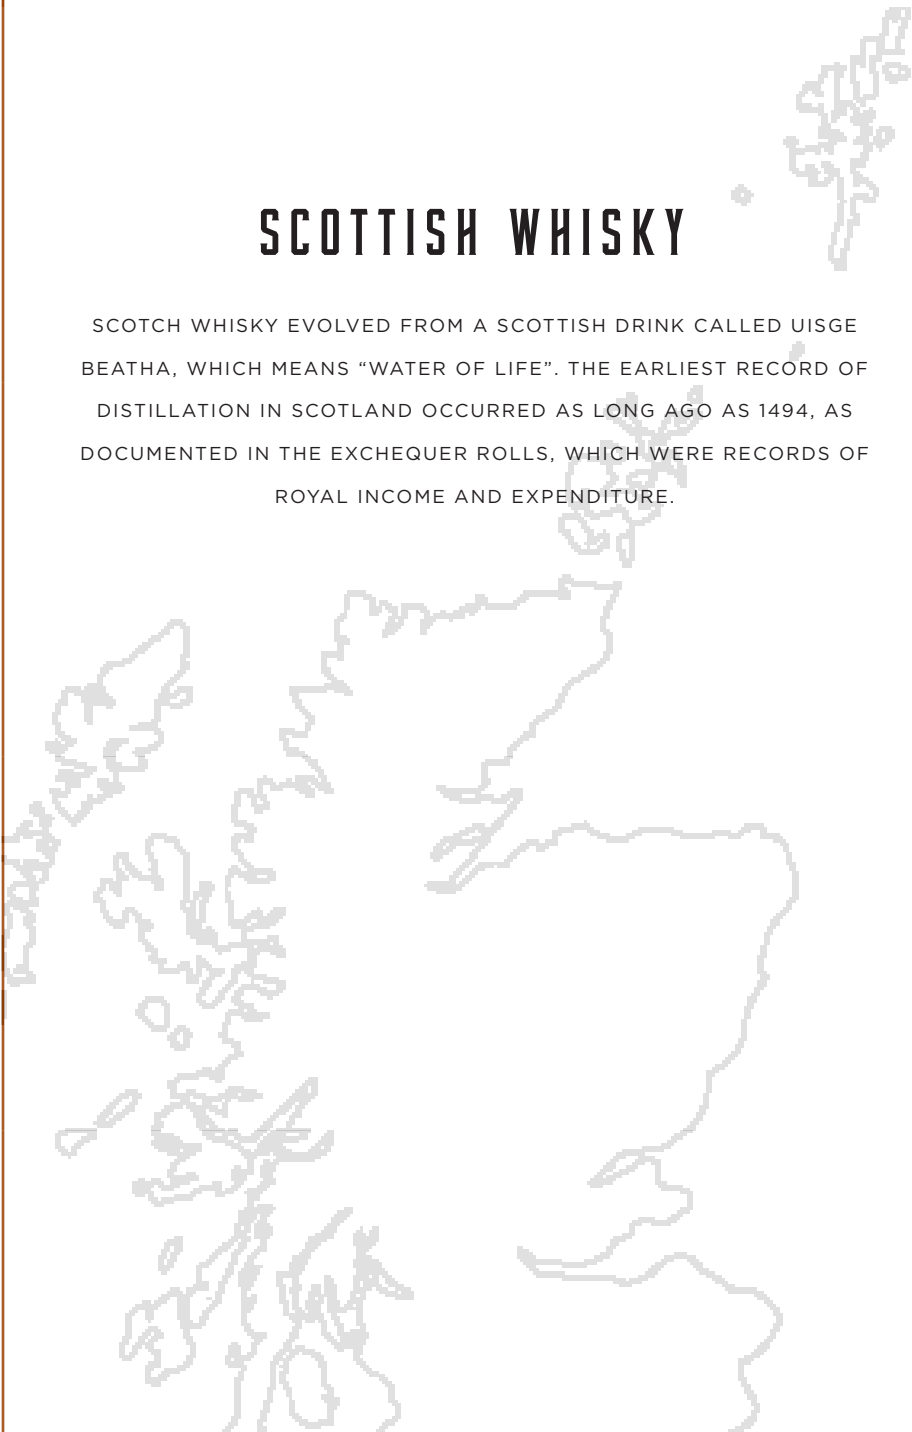 SCOTTISH WHISKY
SCOTCH WHISKY EVOLVED FROM A SCOTTISH DRINK CALLED UISGE
BEATHA, WHICH MEANS “WATER OF LIFE”. THE EARLIEST RECORD OF
DISTILLATION IN SCOTLAND OCCURRED AS LONG AGO AS 1494, AS
DOCUMENTED IN THE EXCHEQUER ROLLS, WHICH WERE RECORDS OF
ROYAL INCOME AND EXPENDITURE.